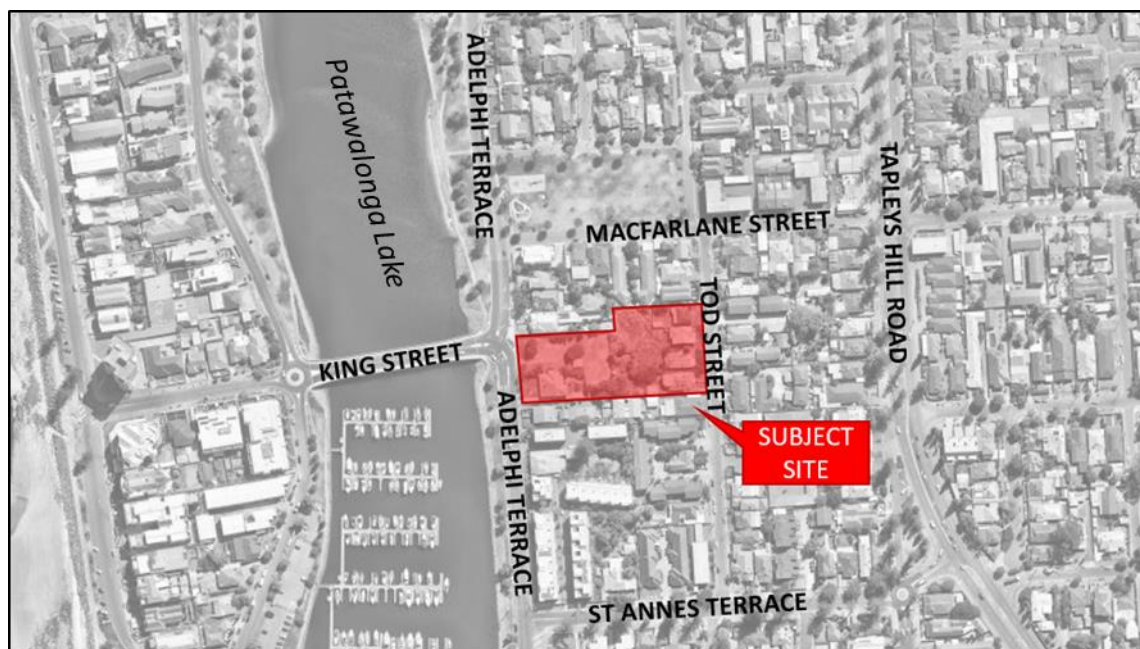 Patawalonga Lake
ADELPHI TERRACE
TAPLEYS HILL ROAD
MACFARLANE STREET
TOD STREET
KING STREET
ADELPHI TERRACE
SUBJECT
SITE
ST ANNES TERRACE